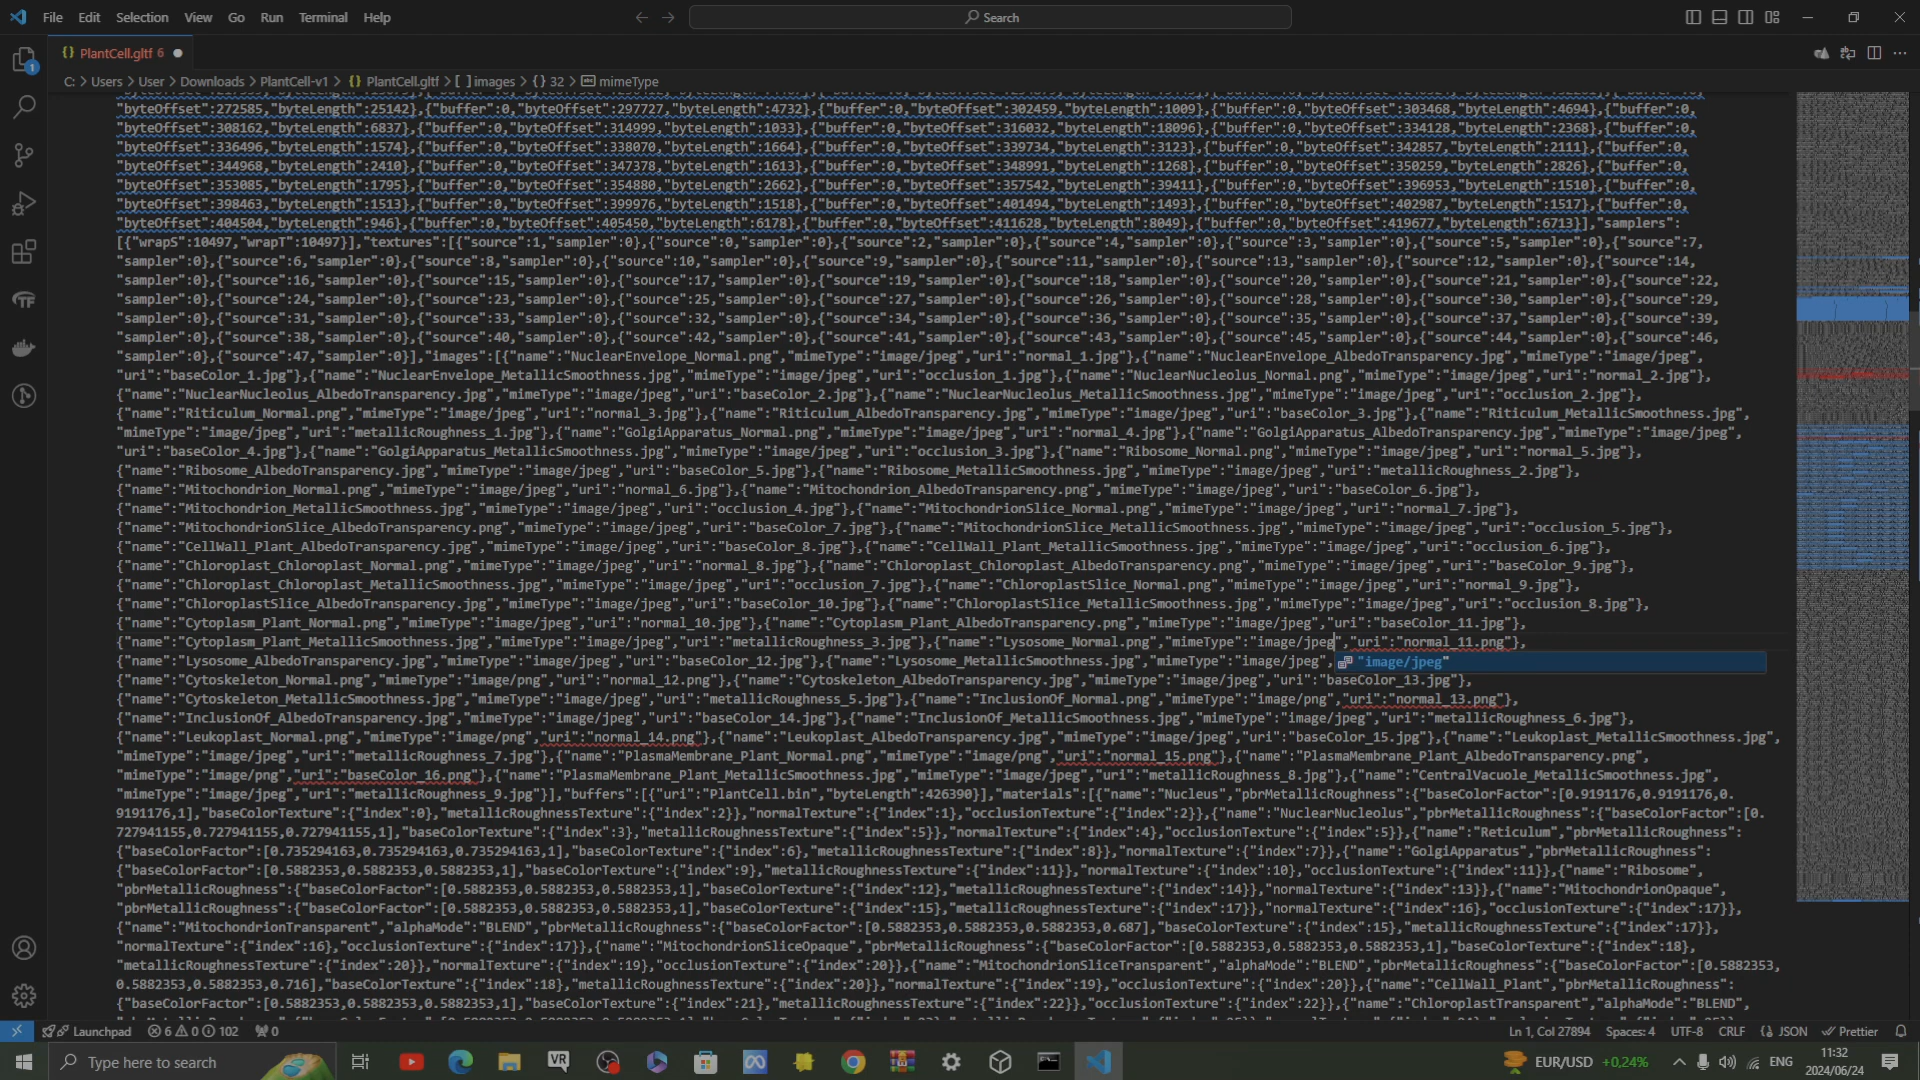 File Edit Selection View Go Run Terminal Help
Search
PlantCell.gltf 6
C: > Users > User > Downloads > PlantCell-v1 > {} PlantCell.gltf > [ ] images > {} 32 > mimeType
"byteOffset":272585,"byteLength":25142},{"buffer":0,"byteOffset":297727,"byteLength":4732},{"buffer":0,"byteOffset":302459,"byteLength":1009},{"buffer":0,"byteOffset":303468,"byteLength":4694},{"buffer":0,
"byteOffset":308162,"byteLength":6837},{"buffer":0,"byteOffset":314999,"byteLength":1033},{"buffer":0,"byteOffset":316032,"byteLength":18096},{"buffer":0,"byteOffset":334128,"byteLength":2368},{"buffer":0,
"byteOffset":336496,"byteLength":1574},{"buffer":0,"byteOffset":338070,"byteLength":1664},{"buffer":0,"byteOffset":339734,"byteLength":3123},{"buffer":0,"byteOffset":342857,"byteLength":2111},{"buffer":0,
"byteOffset":344968,"byteLength":2410},{"buffer":0,"byteOffset":347378,"byteLength":1613},{"buffer":0,"byteOffset":348991,"byteLength":1268},{"buffer":0,"byteOffset":350259,"byteLength":2826},{"buffer":0,
"byteOffset":353085,"byteLength":1795},{"buffer":0,"byteOffset":354880,"byteLength":2662},{"buffer":0,"byteOffset":357542,"byteLength":39411},{"buffer":0,"byteOffset":396953,"byteLength":1510},{"buffer":0,
"byteOffset":398463,"byteLength":1513},{"buffer":0,"byteOffset":399976,"byteLength":1518},{"buffer":0,"byteOffset":401494,"byteLength":1493},{"buffer":0,"byteOffset":402987,"byteLength":1517},{"buffer":0,
"byteOffset":404504,"byteLength":946},{"buffer":0,"byteOffset":405450,"byteLength":6178},{"buffer":0,"byteOffset":411628,"byteLength":8049},{"buffer":0,"byteOffset":419677,"byteLength":6713}],"samplers":
[{"wrapS":10497,"wrapT":10497}],"textures":[{"source":1,"sampler":0},{"source":0,"sampler":0},{"source":2,"sampler":0},{"source":4,"sampler":0},{"source":3,"sampler":0},{"source":5,"sampler":0},{"source":7,
"sampler":0},{"source":6,"sampler":0},{"source":8,"sampler":0},{"source":10,"sampler":0},{"source":9,"sampler":0},{"source":11,"sampler":0},{"source":13,"sampler":0},{"source":12,"sampler":0},{"source":14,
"sampler":0},{"source":16,"sampler":0},{"source":15,"sampler":0},{"source":17,"sampler":0},{"source":19,"sampler":0},{"source":18,"sampler":0},{"source":20,"sampler":0},{"source":21,"sampler":0},{"source":22,
"sampler":0},{"source":24,"sampler":0},{"source":23,"sampler":0},{"source":25,"sampler":0},{"source":27,"sampler":0},{"source":26,"sampler":0},{"source":28,"sampler":0},{"source":30,"sampler":0},{"source":29,
"sampler":0},{"source":31,"sampler":0},{"source":33,"sampler":0},{"source":32,"sampler":0},{"source":34,"sampler":0},{"source":36,"sampler":0},{"source":35,"sampler":0},{"source":37,"sampler":0},{"source":39,
"sampler":0},{"source":38,"sampler":0},{"source":40,"sampler":0},{"source":42,"sampler":0},{"source":41,"sampler":0},{"source":43,"sampler":0},{"source":45,"sampler":0},{"source":44,"sampler":0},{"source":46,
"sampler":0},{"source":47,"sampler":0}],"images":[{"name":"NuclearEnvelope_Normal.png","mimeType":"image/jpeg","uri":"normal_1.jpg"},{"name":"NuclearEnvelope_AlbedoTransparency.jpg","mimeType":"image/jpeg",
"uri":"baseColor_1.jpg"},{"name":"NuclearEnvelope_MetallicSmoothness.jpg","mimeType":"image/jpeg","uri":"occlusion_1.jpg"},{"name":"NuclearNucleolus_Normal.png","mimeType":"image/jpeg","uri":"normal_2.jpg"},
{"name":"NuclearNucleolus_AlbedoTransparency.jpg","mimeType":"image/jpeg","uri":"baseColor_2.jpg"},{"name":"NuclearNucleolus_MetallicSmoothness.jpg","mimeType":"image/jpeg","uri":"occlusion_2.jpg"},
{"name":"Riticulum_Normal.png","mimeType":"image/jpeg","uri":"normal_3.jpg"},{"name":"Riticulum_AlbedoTransparency.jpg","mimeType":"image/jpeg","uri":"baseColor_3.jpg"},{"name":"Riticulum_MetallicSmoothness.jpg",
"mimeType":"image/jpeg","uri":"metallicRoughness_1.jpg"},{"name":"GolgiApparatus_Normal.png","mimeType":"image/jpeg","uri":"normal_4.jpg"},{"name":"GolgiApparatus_AlbedoTransparency.jpg","mimeType":"image/jpeg",
"uri":"baseColor_4.jpg"},{"name":"GolgiApparatus_MetallicSmoothness.jpg","mimeType":"image/jpeg","uri":"occlusion_3.jpg"},{"name":"Ribosome_Normal.png","mimeType":"image/jpeg","uri":"normal_5.jpg"},
{"name":"Ribosome_AlbedoTransparency.jpg","mimeType":"image/jpeg","uri":"baseColor_5.jpg"},{"name":"Ribosome_MetallicSmoothness.jpg","mimeType":"image/jpeg","uri":"metallicRoughness_2.jpg"},
{"name":"Mitochondrion_Normal.png","mimeType":"image/jpeg","uri":"normal_6.jpg"},{"name":"Mitochondrion_AlbedoTransparency.png","mimeType":"image/jpeg","uri":"baseColor_6.jpg"},
{"name":"Mitochondrion_MetallicSmoothness.jpg","mimeType":"image/jpeg","uri":"occlusion_4.jpg"},{"name":"MitochondrionSlice_Normal.png","mimeType":"image/jpeg","uri":"normal_7.jpg"},
{"name":"MitochondrionSlice_AlbedoTransparency.png","mimeType":"image/jpeg","uri":"baseColor_7.jpg"},{"name":"MitochondrionSlice_MetallicSmoothness.jpg","mimeType":"image/jpeg","uri":"occlusion_5.jpg"},
{"name":"CellWall_Plant_AlbedoTransparency.jpg","mimeType":"image/jpeg","uri":"baseColor_8.jpg"},{"name":"CellWall_Plant_MetallicSmoothness.jpg","mimeType":"image/jpeg","uri":"occlusion_6.jpg"},
{"name":"Chloroplast_Chloroplast_Normal.png","mimeType":"image/jpeg","uri":"normal_8.jpg"},{"name":"Chloroplast_Chloroplast_AlbedoTransparency.png","mimeType":"image/jpeg","uri":"baseColor_9.jpg"},
{"name":"Chloroplast_Chloroplast_MetallicSmoothness.jpg","mimeType":"image/jpeg","uri":"occlusion_7.jpg"},{"name":"ChloroplastSlice_Normal.png","mimeType":"image/jpeg","uri":"normal_9.jpg"},
{"name":"ChloroplastSlice_AlbedoTransparency.jpg","mimeType":"image/jpeg","uri":"baseColor_10.jpg"},{"name":"ChloroplastSlice_MetallicSmoothness.jpg","mimeType":"image/jpeg","uri":"occlusion_8.jpg"},
{"name":"Cytoplasm_Plant_Normal.png","mimeType":"image/jpeg","uri":"normal_10.jpg"},{"name":"Cytoplasm_Plant_AlbedoTransparency.png","mimeType":"image/jpeg","uri":"baseColor_11.jpg"},
{"name":"Cytoplasm_Plant_MetallicSmoothness.jpg","mimeType":"image/jpeg","uri":"metallicRoughness_3.jpg"},{"name":"Lysosome_Normal.png","mimeType":"image/jpeg","uri":"normal_11.png"},
{"name":"Lysosome_AlbedoTransparency.jpg","mimeType":"image/jpeg","uri":"baseColor_12.jpg"},{"name":"Lysosome_MetallicSmoothness.jpg","mimeType":"image/jpeg",
"image/jpeg"
{"name":"Cytoskeleton_Normal.png","mimeType":"image/png","uri":"normal_12.png"},{"name":"Cytoskeleton_AlbedoTransparency.jpg","mimeType":"image/jpeg","uri":"baseColor_13.jpg"},
{"name":"Cytoskeleton_MetallicSmoothness.jpg","mimeType":"image/jpeg","uri":"metallicRoughness_5.jpg"},{"name":"InclusionOf_Normal.png","mimeType":"image/png","uri":"normal_13.png"},
{"name":"InclusionOf_AlbedoTransparency.jpg","mimeType":"image/jpeg","uri":"baseColor_14.jpg"},{"name":"InclusionOf_MetallicSmoothness.jpg","mimeType":"image/jpeg","uri":"metallicRoughness_6.jpg"},
{"name":"Leukoplast_Normal.png","mimeType":"image/png","uri":"normal_14.png"},{"name":"Leukoplast_AlbedoTransparency.jpg","mimeType":"image/jpeg","uri":"baseColor_15.jpg"},{"name":"Leukoplast_MetallicSmoothness.jpg",
"mimeType":"image/jpeg","uri":"metallicRoughness_7.jpg"},{"name":"PlasmaMembrane_Plant_Normal.png","mimeType":"image/png","uri":"normal_15.png"},{"name":"PlasmaMembrane_Plant_AlbedoTransparency.png",
"mimeType":"image/png","uri":"baseColor_16.png"},{"name":"PlasmaMembrane_Plant_MetallicSmoothness.jpg","mimeType":"image/jpeg","uri":"metallicRoughness_8.jpg"},{"name":"CentralVacuole_MetallicSmoothness.jpg",
"mimeType":"image/jpeg","uri":"metallicRoughness_9.jpg"}],"buffers":[{"uri":"PlantCell.bin","byteLength":426390}],"materials":[{"name":"Nucleus","pbrMetallicRoughness":{"baseColorFactor":[0.9191176,0.9191176,0.
9191176,1],"baseColorTexture":{"index":0},"metallicRoughnessTexture":{"index":2}},"normalTexture":{"index":1},"occlusionTexture":{"index":2}},{"name":"NuclearNucleolus","pbrMetallicRoughness":{"baseColorFactor":[0.
727941155,0.727941155,0.727941155,1],"baseColorTexture":{"index":3},"metallicRoughnessTexture":{"index":5}},"normalTexture":{"index":4},"occlusionTexture":{"index":5}},{"name":"Reticulum","pbrMetallicRoughness":
{"baseColorFactor":[0.735294163,0.735294163,0.735294163,1],"baseColorTexture":{"index":6},"metallicRoughnessTexture":{"index":8}},"normalTexture":{"index":7}},{"name":"GolgiApparatus","pbrMetallicRoughness":
{"baseColorFactor":[0.5882353,0.5882353,0.5882353,1],"baseColorTexture":{"index":9},"metallicRoughnessTexture":{"index":11}},"normalTexture":{"index":10},"occlusionTexture":{"index":11}},{"name":"Ribosome",
"pbrMetallicRoughness":{"baseColorFactor":[0.5882353,0.5882353,0.5882353,1],"baseColorTexture":{"index":12},"metallicRoughnessTexture":{"index":14}},"normalTexture":{"index":13}},{"name":"MitochondrionOpaque",
"pbrMetallicRoughness":{"baseColorFactor":[0.5882353,0.5882353,0.5882353,1],"baseColorTexture":{"index":15},"metallicRoughnessTexture":{"index":17}},"normalTexture":{"index":16},"occlusionTexture":{"index":17}},
{"name":"MitochondrionTransparent","alphaMode":"BLEND","pbrMetallicRoughness":{"baseColorFactor":[0.5882353,0.5882353,0.5882353,0.687],"baseColorTexture":{"index":15},"metallicRoughnessTexture":{"index":17}},
"normalTexture":{"index":16},"occlusionTexture":{"index":17}},{"name":"MitochondrionSliceOpaque","pbrMetallicRoughness":{"baseColorFactor":[0.5882353,0.5882353,0.5882353,1],"baseColorTexture":{"index":18},
"metallicRoughnessTexture":{"index":20}},"normalTexture":{"index":19},"occlusionTexture":{"index":20}},{"name":"MitochondrionSliceTransparent","alphaMode":"BLEND","pbrMetallicRoughness":{"baseColorFactor":[0.5882353,
0.5882353,0.5882353,0.716],"baseColorTexture":{"index":18},"metallicRoughnessTexture":{"index":20}},"normalTexture":{"index":19},"occlusionTexture":{"index":20}},{"name":"CellWall_Plant","pbrMetallicRoughness":
{"baseColorFactor":[0.5882353,0.5882353,0.5882353,1],"baseColorTexture":{"index":21},"metallicRoughnessTexture":{"index":22}},"occlusionTexture":{"index":22}},{"name":"ChloroplastTransparent","alphaMode":"BLEND",
Launchpad 6 0 102 0
Ln 1, Col 27894 Spaces: 4 UTF-8 CRLF {} JSON Prettier
Type here to search
EUR/USD +0,24% ENG 11:32
2024/06/24